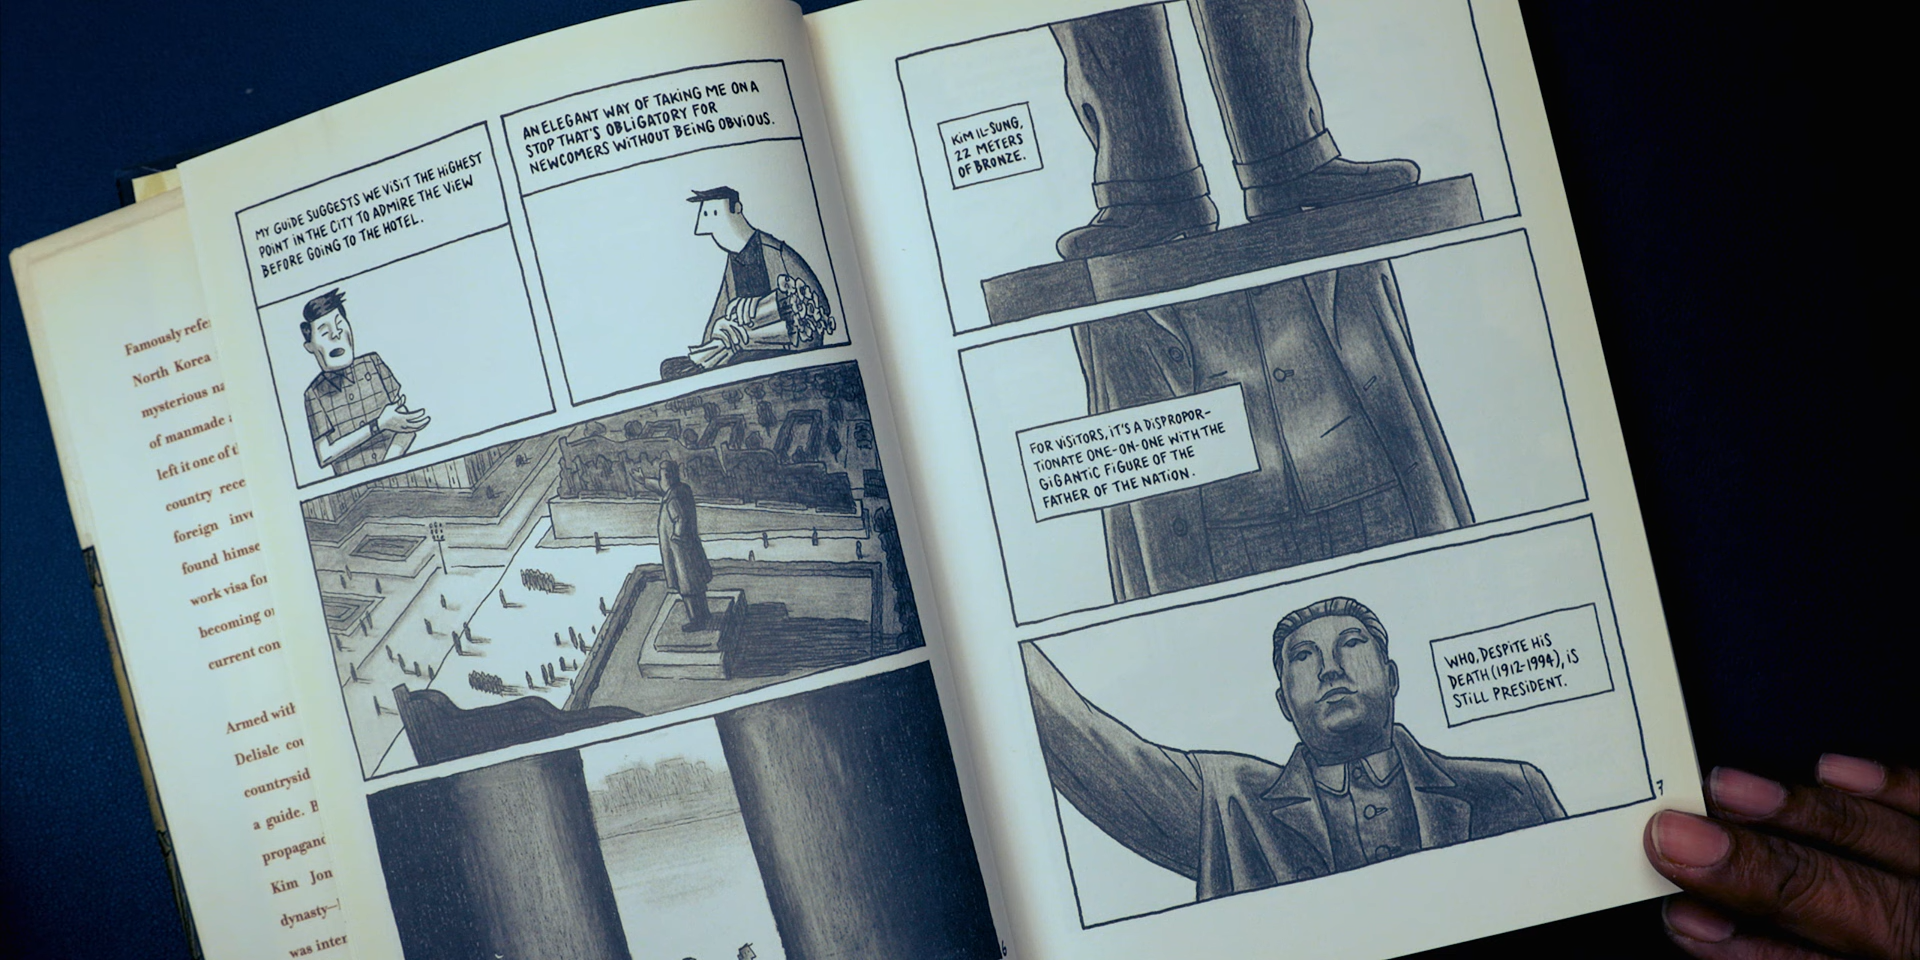 Famously refe
North Korea
mysterious na
of manmade
left it one of t
country rece
foreign inv
found himse
work visa for
becoming o
current con
Armed with
Delisle cou
countrysid
a guide. B
propagand
Kim Jon
dynasty—
was inter
MY GUIDE SUGGESTS WE VISIT THE HIGHEST
POINT IN THE CITY TO ADMIRE THE VIEW
BEFORE GOING TO THE HOTEL.
AN ELEGANT WAY OF TAKING ME ON A
STOP THAT'S OBLIGATORY FOR
NEWCOMERS WITHOUT BEING OBVIOUS.
6
KIM IL-SUNG,
22 METERS
OF BRONZE.
FOR VISITORS, IT'S A DISPROPOR-
TIONATE ONE-ON-ONE WITH THE
GIGANTIC FIGURE OF THE
FATHER OF THE NATION.
WHO, DESPITE HIS
DEATH (1912-1994), IS
STILL PRESIDENT.
7